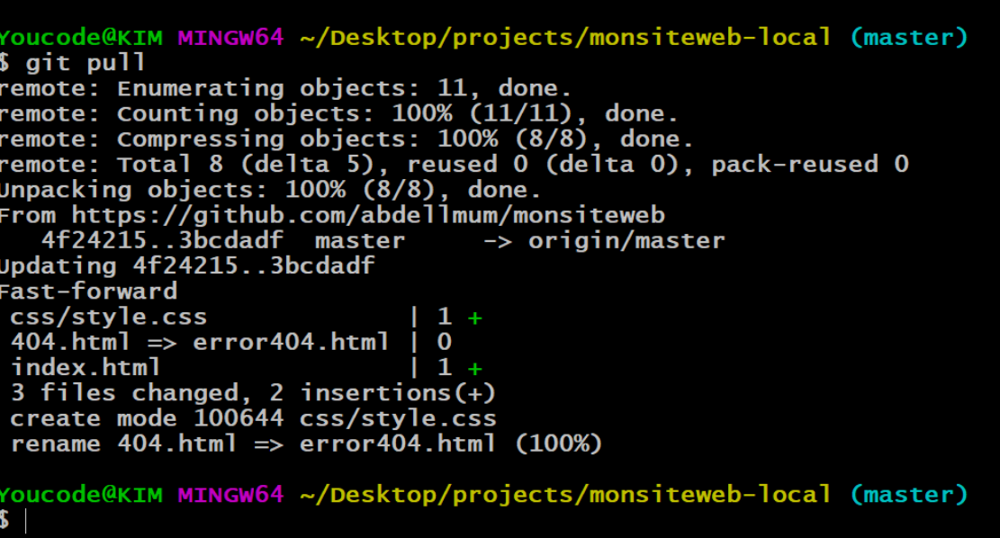 Youcode@KIM MINGW64 ~/Desktop/projects/monsiteweb-local (master)
$ git pull
remote: Enumerating objects: 11, done.
remote: Counting objects: 100% (11/11), done.
remote: Compressing objects: 100% (8/8), done.
remote: Total 8 (delta 5), reused 0 (delta 0), pack-reused 0
Unpacking objects: 100% (8/8), done.
From https://github.com/abdellmum/monsiteweb
   4f24215..3bcdadf  master     -> origin/master
Updating 4f24215..3bcdadf
Fast-forward
 css/style.css            | 1 +
 404.html => error404.html | 0
 index.html               | 1 +
 3 files changed, 2 insertions(+)
 create mode 100644 css/style.css
 rename 404.html => error404.html (100%)
Youcode@KIM MINGW64 ~/Desktop/projects/monsiteweb-local (master)
$